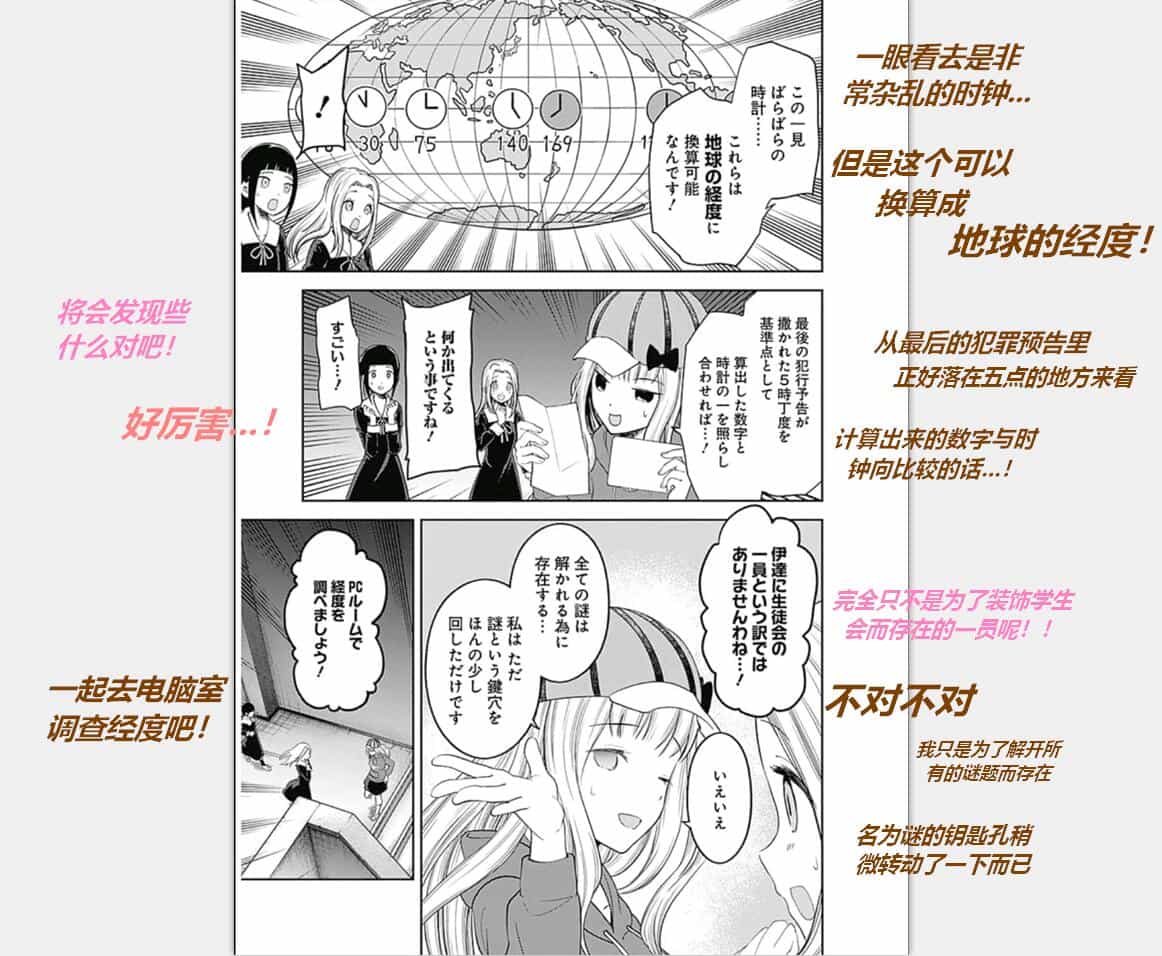 この一見
ばらばらの
時計……
これらは
地球の経度に
換算可能
なんです!
!
30
75
140
169
1
一眼看去是非
常杂乱的时钟...
但是这个可以
换算成
地球的经度!
最後の犯行予告が
撒かれた5時丁度を
基準点として
算出した数字と
時計の一を照らし
合わせれば…!
何か出てくる
という事ですね!
すごい…!
从最后的犯罪预告里
正好落在五点的地方来看
计算出来的数字与时
钟向比较的话...!
将会发现些
什么对吧!
好厉害...!
伊達に生徒会の
一員という訳では
ありませんわね…!
いえいえ
全ての謎は
解かれる為に
存在する…
私は ただ
謎という鍵穴を
ほんの少し
回しただけです
PCルームで
経度を
調べましょう!
完全只不是为了装饰学生
会而存在的一员呢!!
不对不对
我只是为了解开所
有的谜题而存在
名为谜的钥匙孔稍
微转动了一下而已
一起去电脑室
调查经度吧!